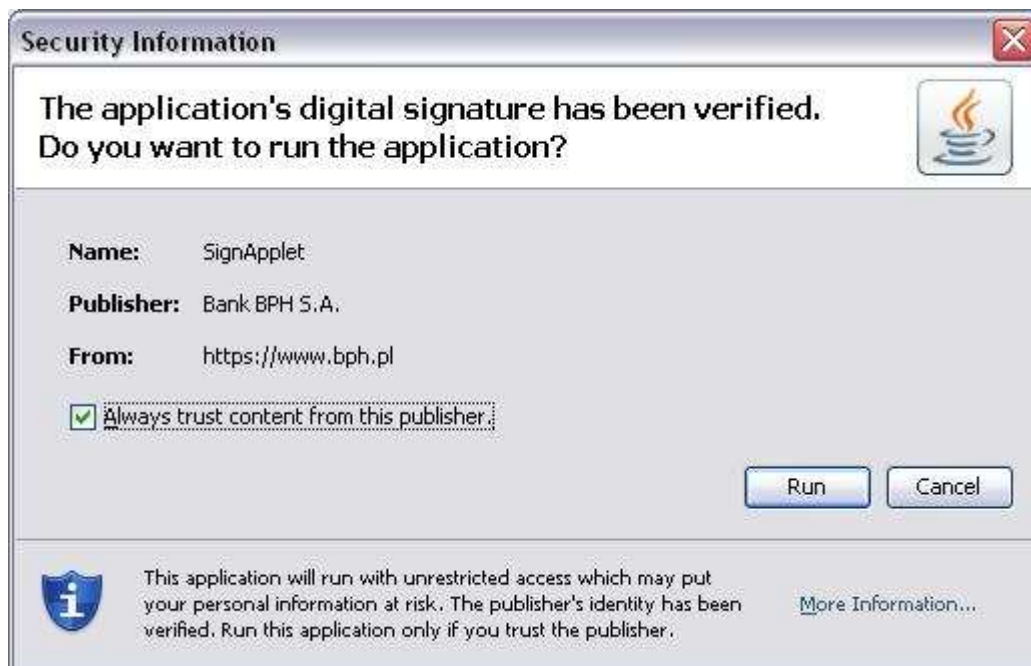 Security Information
The application's digital signature has been verified.
Do you want to run the application?
Name: SignApplet
Publisher: Bank BPH S.A.
From: https://www.bph.pl
Always trust content from this publisher.
Run Cancel
This application will run with unrestricted access which may put
your personal information at risk. The publisher's identity has been
verified. Run this application only if you trust the publisher.
More Information...